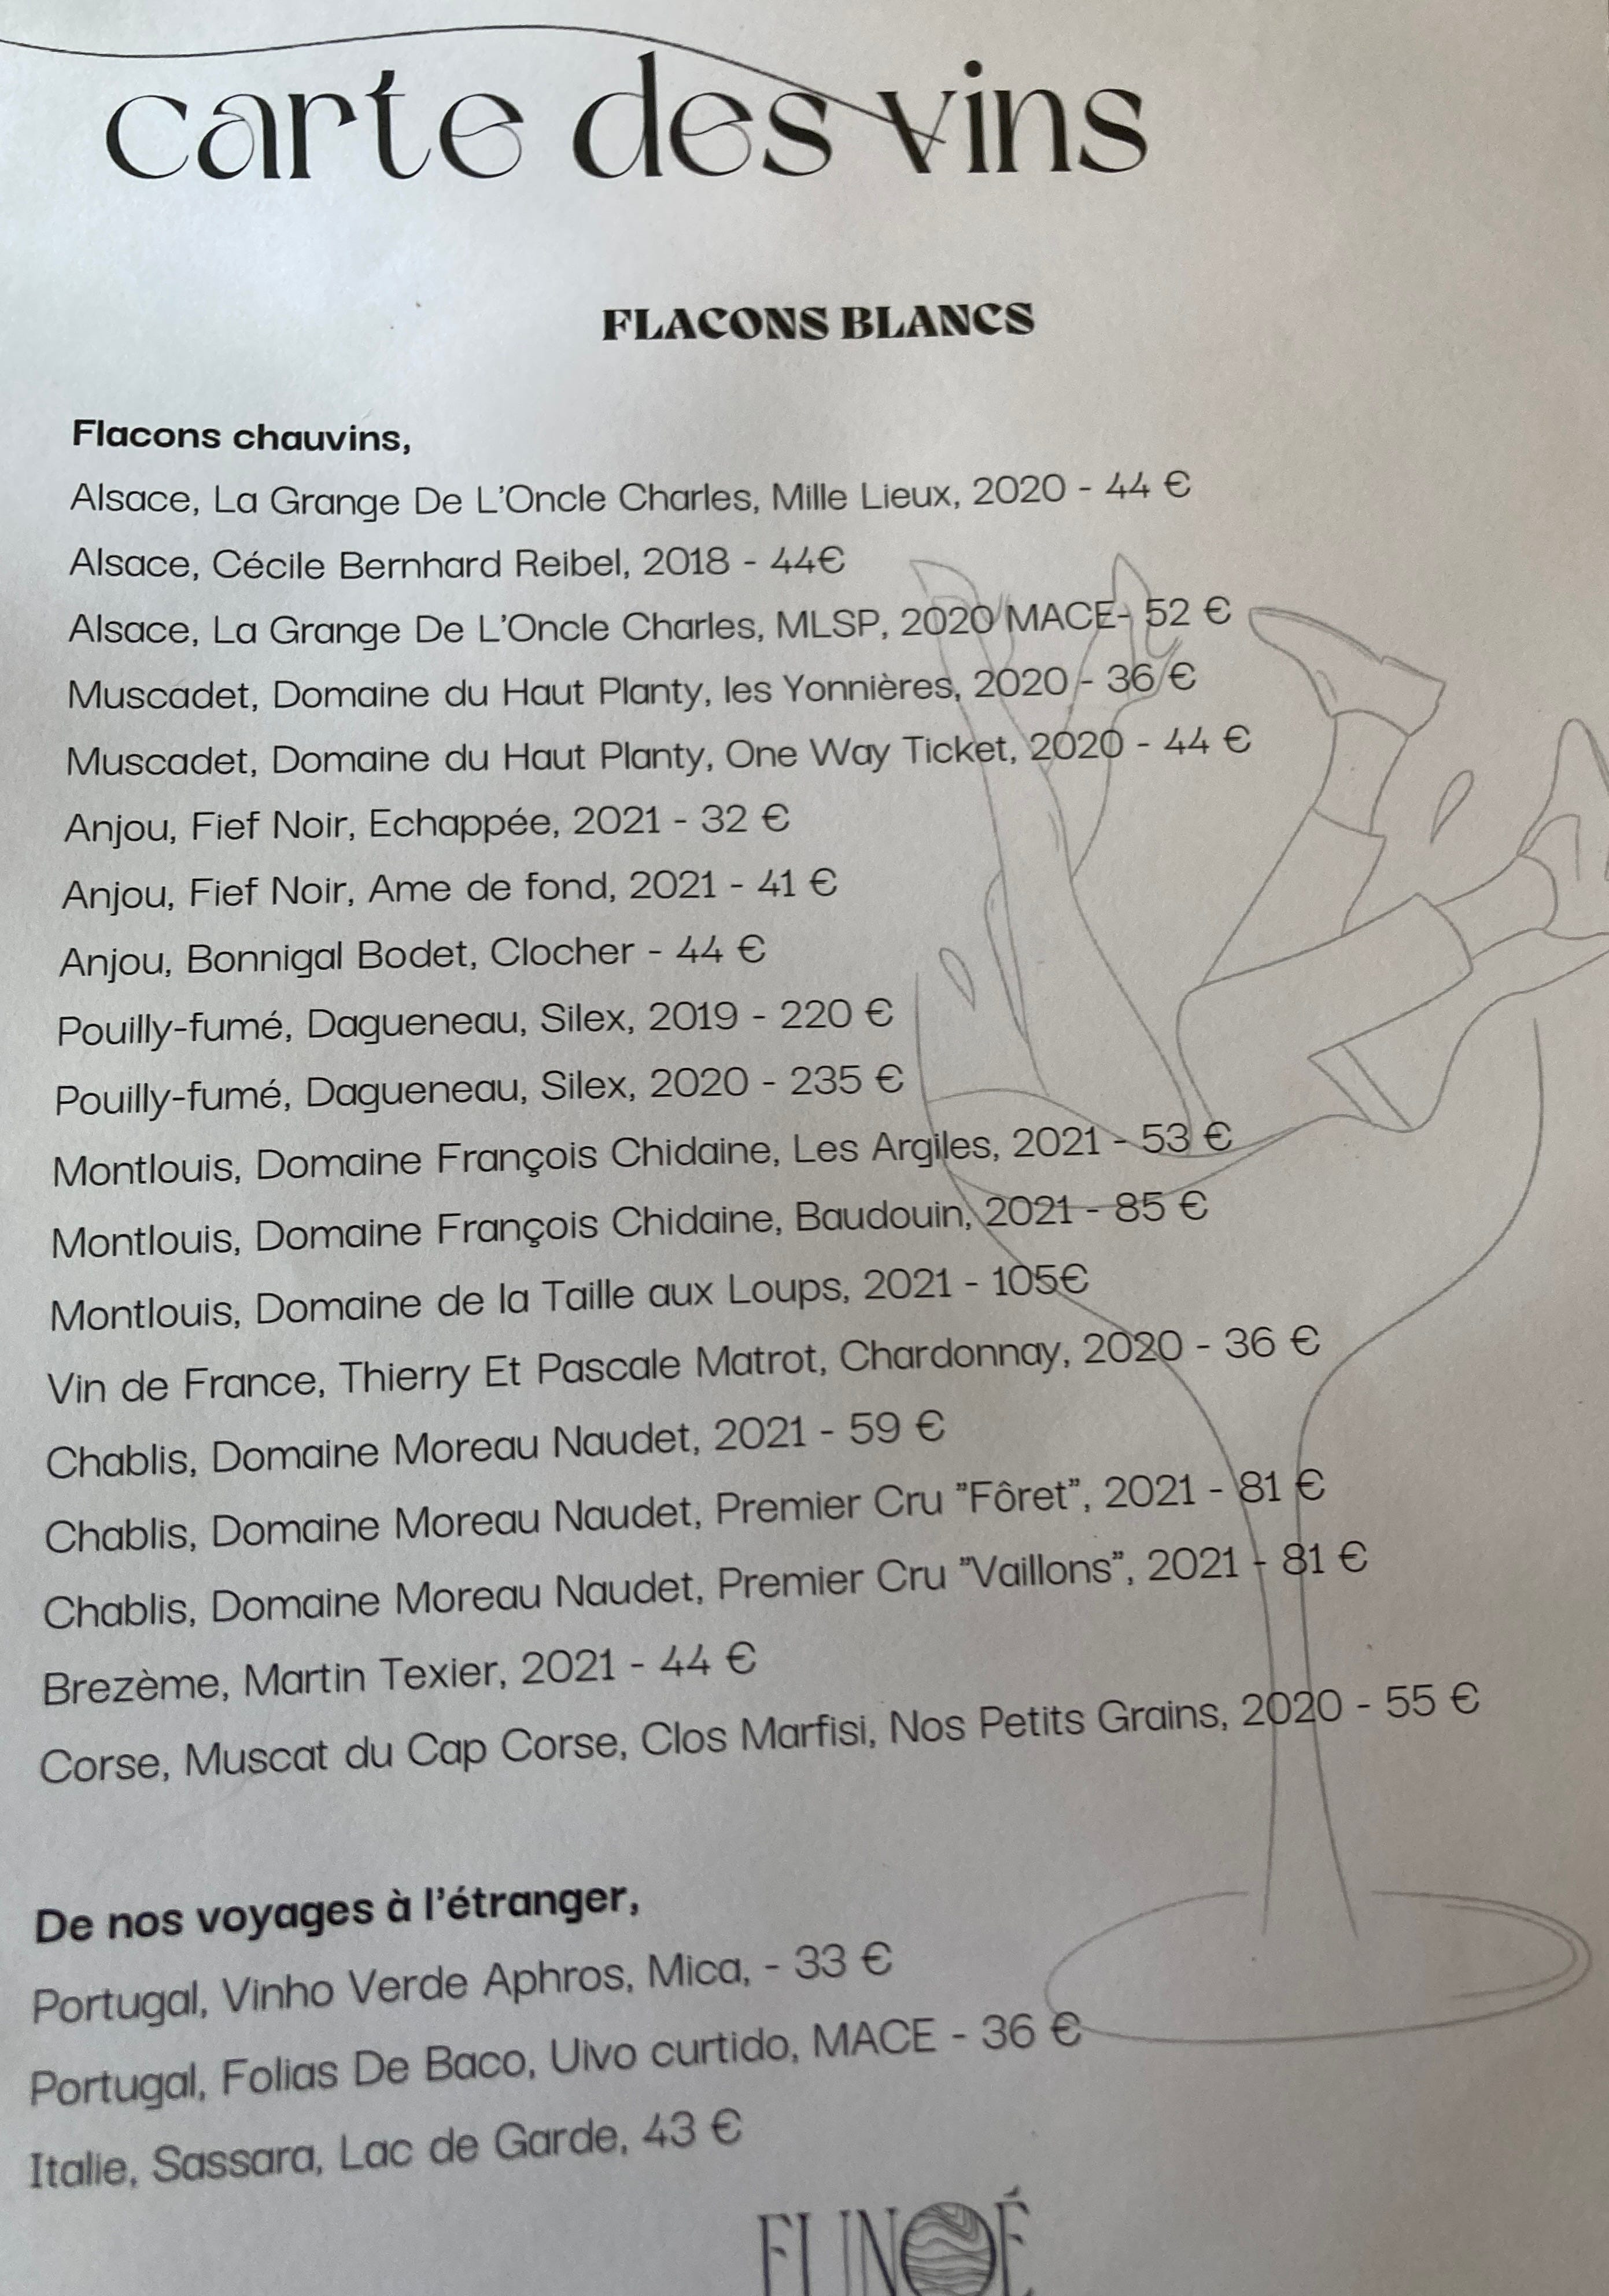 carte des vins
FLACONS BLANCS
Flacons chauvins,
Alsace, La Grange De L'Oncle Charles, Mille Lieux, 2020 - 44 €
Alsace, Cécile Bernhard Reibel, 2018 - 44€
Alsace, La Grange De L'Oncle Charles, MLSP, 2020 MACE- 52 €
Muscadet, Domaine du Haut Planty, les Yonnières, 2020 - 36 €
Muscadet, Domaine du Haut Planty, One Way Ticket, 2020 - 44 €
Anjou, Fief Noir, Echappée, 2021 - 32 €
Anjou, Fief Noir, Ame de fond, 2021 - 41 €
Anjou, Bonnigal Bodet, Clocher - 44 €
Pouilly-fumé, Dagueneau, Silex, 2019 - 220 €
Pouilly-fumé, Dagueneau, Silex, 2020 - 235 €
Montlouis, Domaine François Chidaine, Les Argiles, 2021 - 53 €
Montlouis, Domaine François Chidaine, Baudouin, 2021 - 85 €
Montlouis, Domaine de la Taille aux Loups, 2021 - 105€
Vin de France, Thierry Et Pascale Matrot, Chardonnay, 2020 - 36 €
Chablis, Domaine Moreau Naudet, 2021 - 59 €
Chablis, Domaine Moreau Naudet, Premier Cru "Fôret", 2021 - 81 €
Chablis, Domaine Moreau Naudet, Premier Cru "Vaillons", 2021 - 81 €
Brezème, Martin Texier, 2021 - 44 €
Corse, Muscat du Cap Corse, Clos Marfisi, Nos Petits Grains, 2020 - 55 €
De nos voyages à l'étranger,
Portugal, Vinho Verde Aphros, Mica, - 33 €
Portugal, Folias De Baco, Uivo curtido, MACE - 36 €
Italie, Sassara, Lac de Garde, 43 €